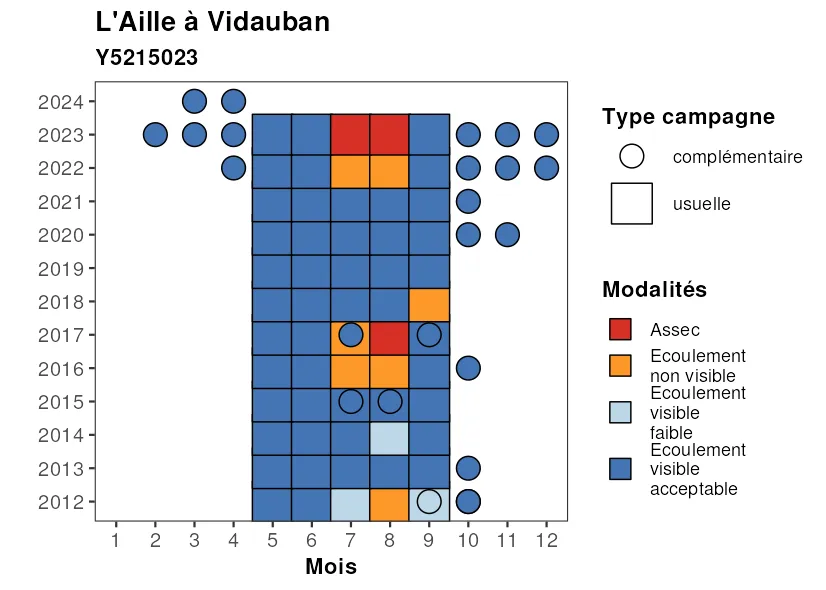 L'Aille à Vidauban
Y5215023
2024
2023
2022
2021
2020
2019
2018
2017
2016
2015
2014
2013
2012
1 2 3 4 5 6 7 8 9 10 11 12
Mois
Type campagne
complémentaire
usuelle
Modalités
Assec
Ecoulement
non visible
Ecoulement
visible
faible
Ecoulement
visible
acceptable